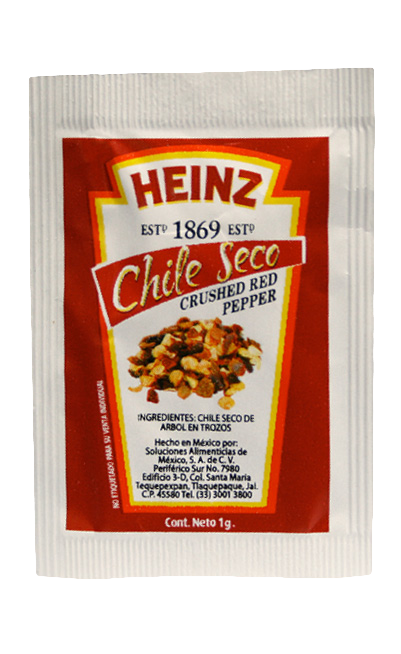 HEINZ
ESTD 1869 ESTD
Chile Seco
CRUSHED RED
PEPPER
INGREDIENTES: CHILE SECO DE
ARBOL EN TROZOS
Hecho en México por:
Soluciones Alimenticias de
México, S. A. de C. V.
Periférico Sur No. 7980
Edificio 3-D, Col. Santa María
Tequepexpan, Tlaquepaque, Jal.
C.P. 45580 Tel. (33) 3001 3800
NO ETIQUETADO PARA SU VENTA INDIVIDUAL
Cont. Neto 1g.